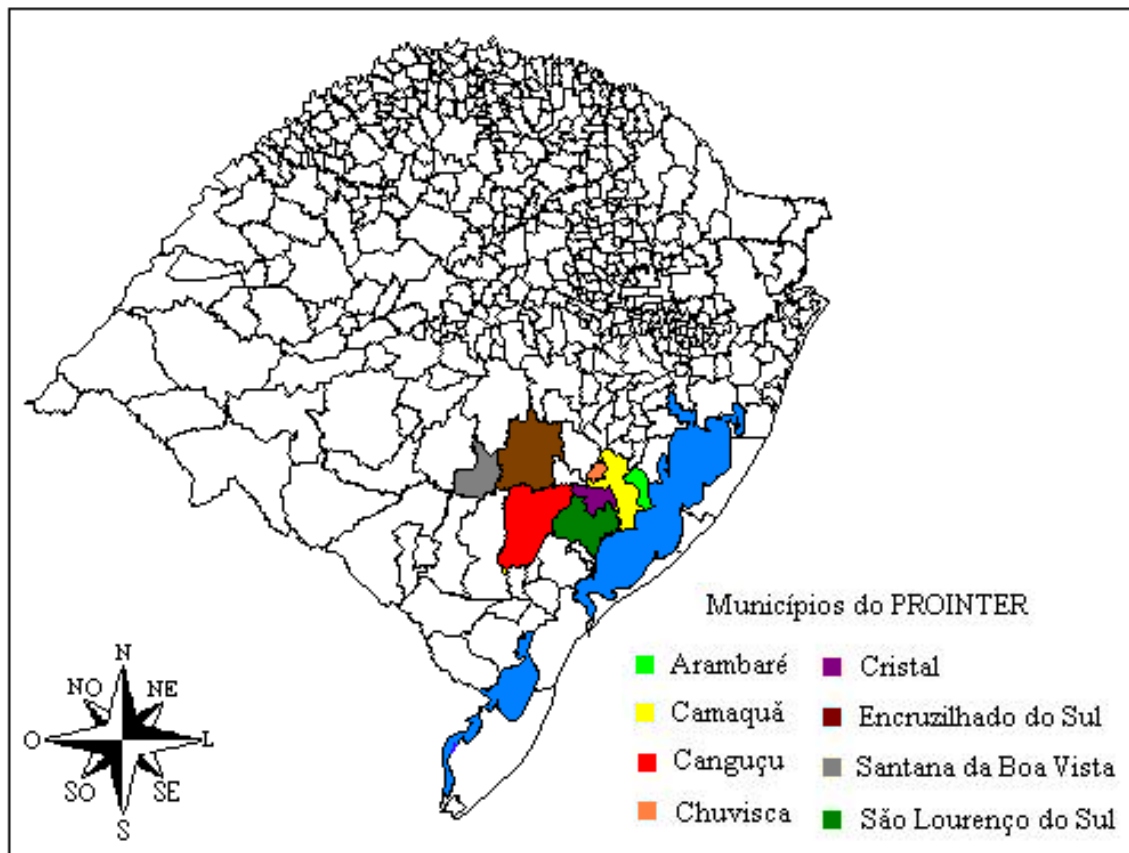 Municípios do PROINTER
Arambaré
Cristal
Camaquã
Encruzilhado do Sul
Canguçu
Santana da Boa Vista
Chuvisca
São Lourenço do Sul
N
NO
NE
O
L
SO
SE
S